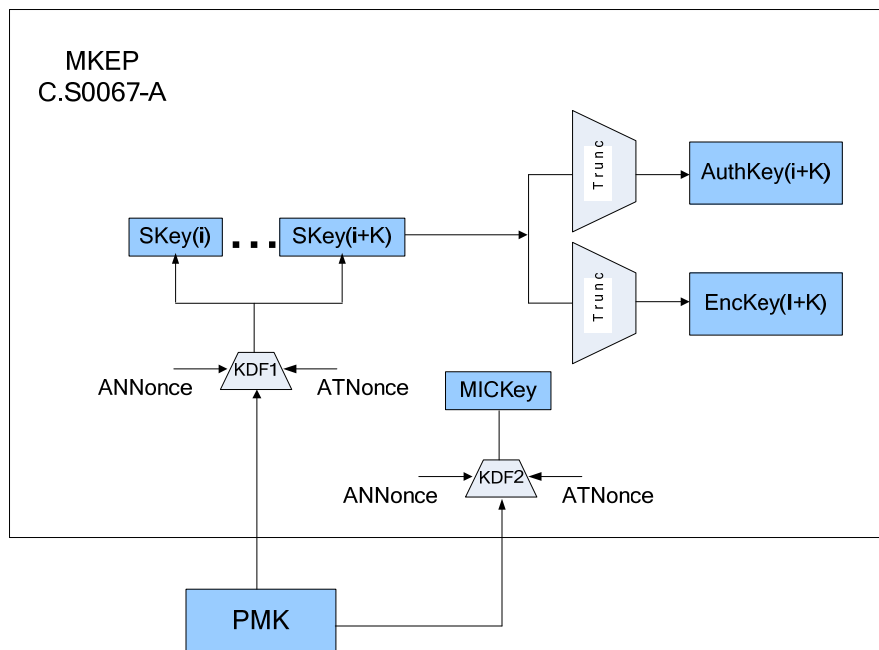 MKEP
C.S0067-A
Trunc
AuthKey(i+K)
SKey(i)
...
SKey(i+K)
Trunc
EncKey(I+K)
KDF1
ANNonce
ATNonce
MICKey
KDF2
ANNonce
ATNonce
PMK